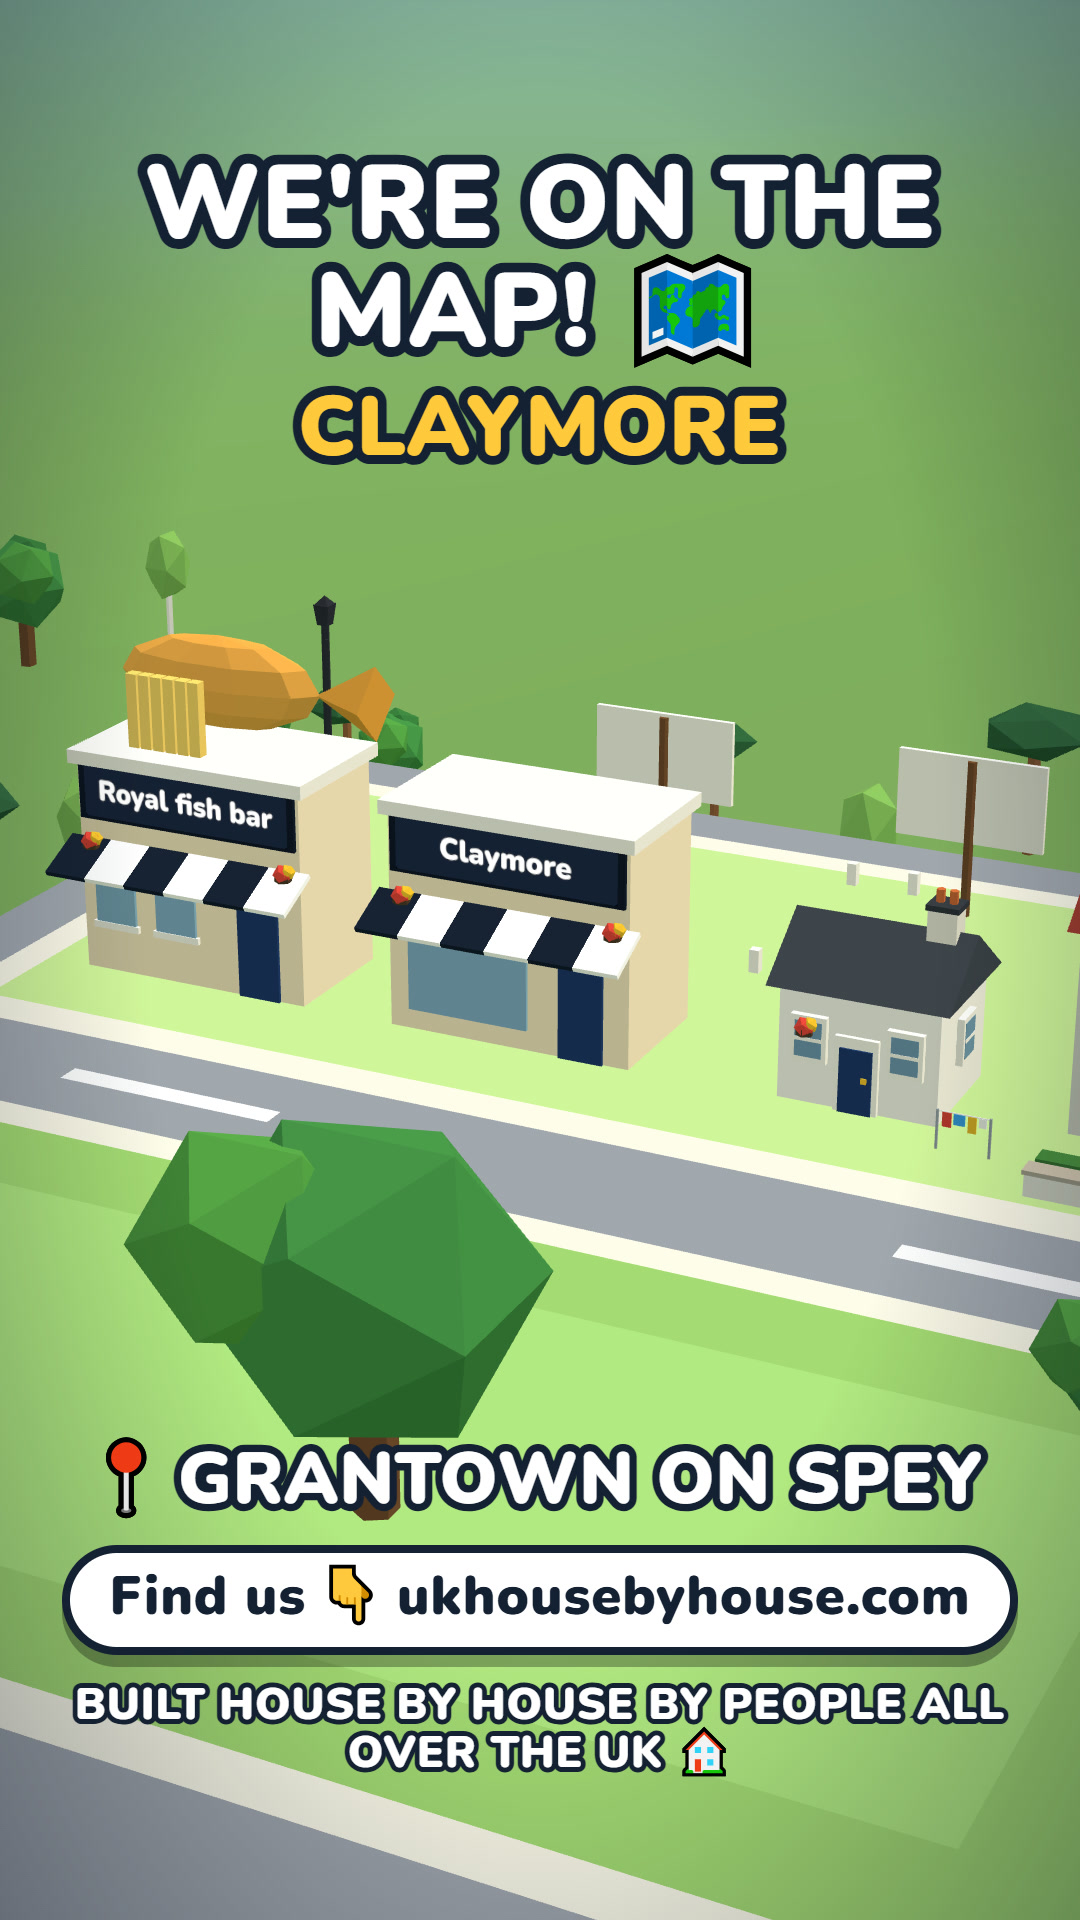 WE'RE ON THE
MAP!
CLAYMORE
Royal fish bar
Claymore
GRANTOWN ON SPEY
Find us 👇 ukhousebyhouse.com
BUILT HOUSE BY HOUSE BY PEOPLE ALL
OVER THE UK